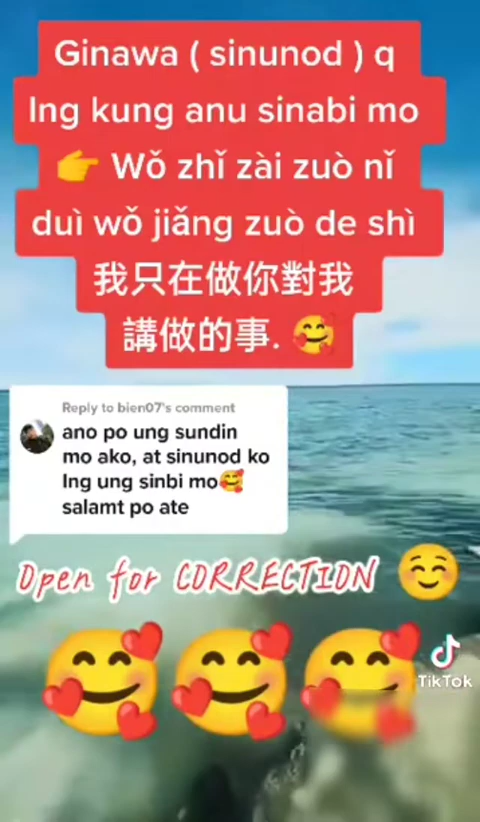 Ginawa ( sinunod ) q
lng kung anu sinabi mo
👉 Wǒ zhǐ zài zuò nǐ
duì wǒ jiǎng zuò de shì
我只在做你對我
講做的事. 🥰
Reply to bien07's comment
ano po ung sundin
mo ako, at sinunod ko
lng ung sinbi mo🥰
salamt po ate
Open for CORRECTION ☺️
🥰🥰🥰
TikTok